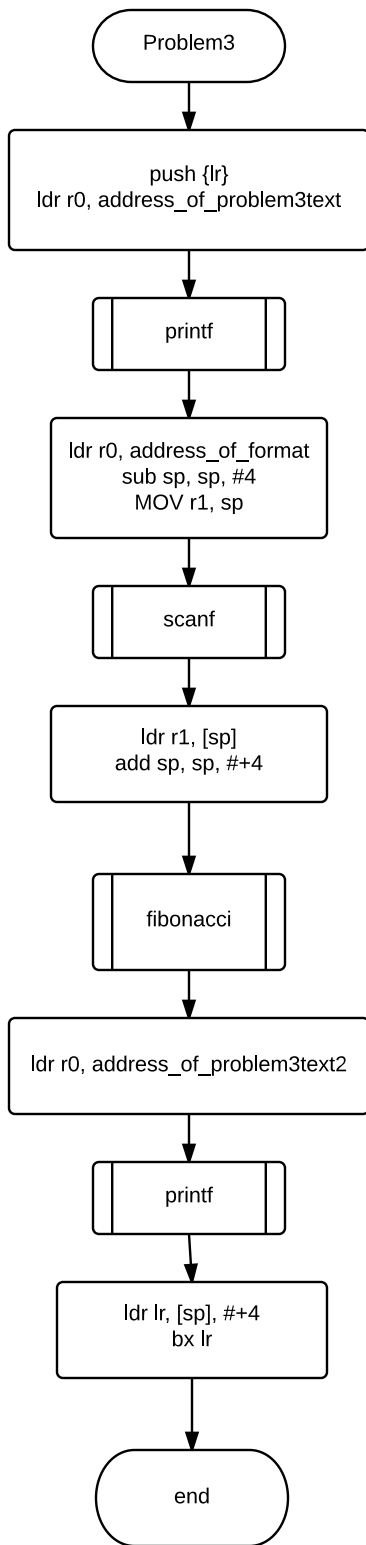 Problem3
push {lr}
ldr r0, address_of_problem3text
printf
ldr r0, address_of_format
sub sp, sp, #4
MOV r1, sp
scanf
ldr r1, [sp]
add sp, sp, #+4
fibonacci
ldr r0, address_of_problem3text2
printf
ldr lr, [sp], #+4
bx lr
end